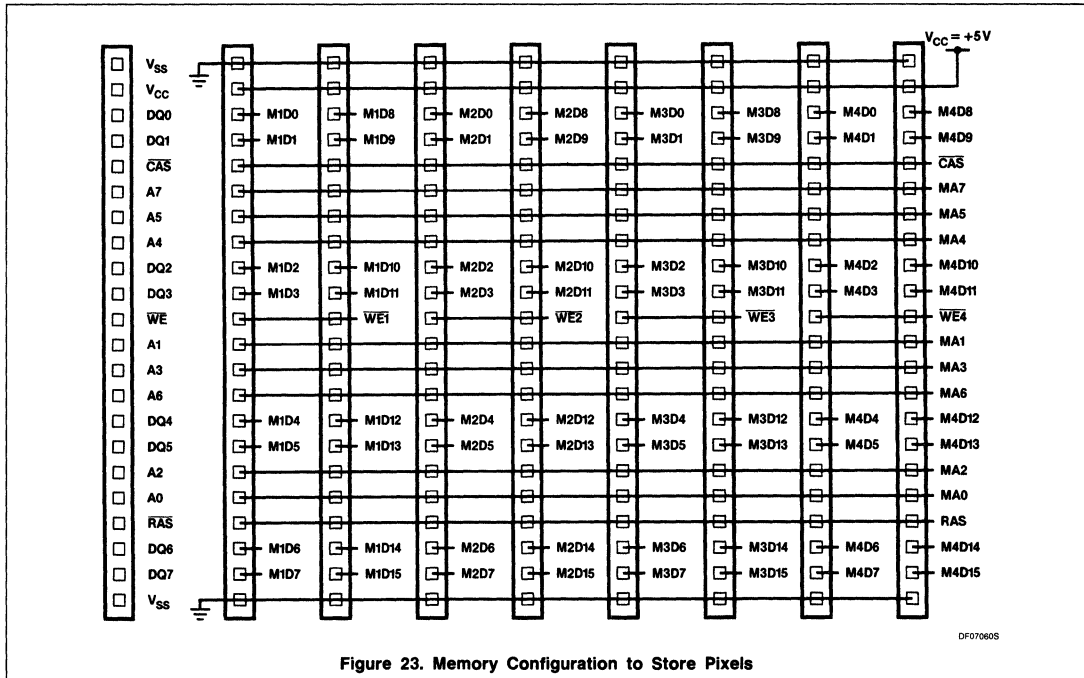 VCC = +5V
VSS
VCC
DQ0 M1D0 M1D8 M2D0 M2D8 M3D0 M3D8 M4D0 M4D8
DQ1 M1D1 M1D9 M2D1 M2D9 M3D1 M3D9 M4D1 M4D9
CAS CAS
A7 MA7
A5 MA5
A4 MA4
DQ2 M1D2 M1D10 M2D2 M2D10 M3D2 M3D10 M4D2 M4D10
DQ3 M1D3 M1D11 M2D3 M2D11 M3D3 M3D11 M4D3 M4D11
WE WE1 WE2 WE3 WE4
A1 MA1
A3 MA3
A6 MA6
DQ4 M1D4 M1D12 M2D4 M2D12 M3D4 M3D12 M4D4 M4D12
DQ5 M1D5 M1D13 M2D5 M2D13 M3D5 M3D13 M4D5 M4D13
A2 MA2
A0 MA0
RAS RAS
DQ6 M1D6 M1D14 M2D6 M2D14 M3D6 M3D14 M4D6 M4D14
DQ7 M1D7 M1D15 M2D7 M2D15 M3D7 M3D15 M4D7 M4D15
VSS
DF07060S
Figure 23. Memory Configuration to Store Pixels